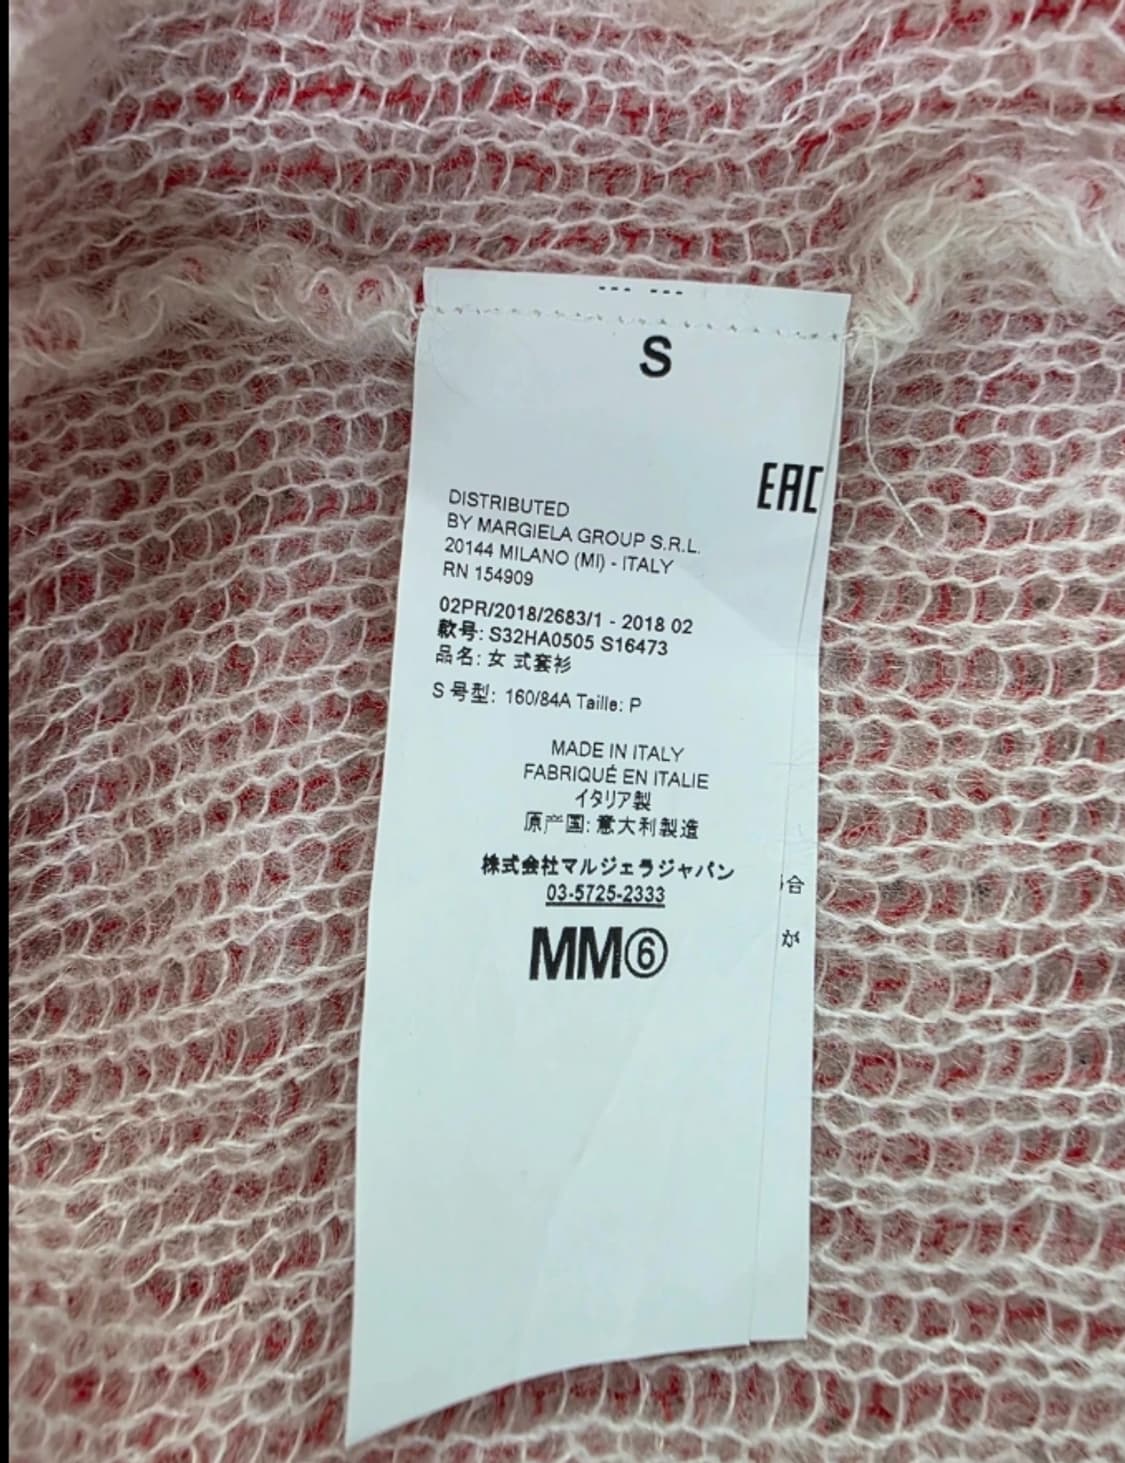 S
EAC
DISTRIBUTED
BY MARGIELA GROUP S.R.L.
20144 MILANO (MI) - ITALY
RN 154909
02PR/2018/2683/1 - 2018 02
款号: S32HA0505 S16473
品名: 女 式套衫
S 号型: 160/84A Taille: P
MADE IN ITALY
FABRIQUÉ EN ITALIE
イタリア製
原产国: 意大利製造
株式会社マルジェラジャパン
03-5725-2333
MM⑥
合
が